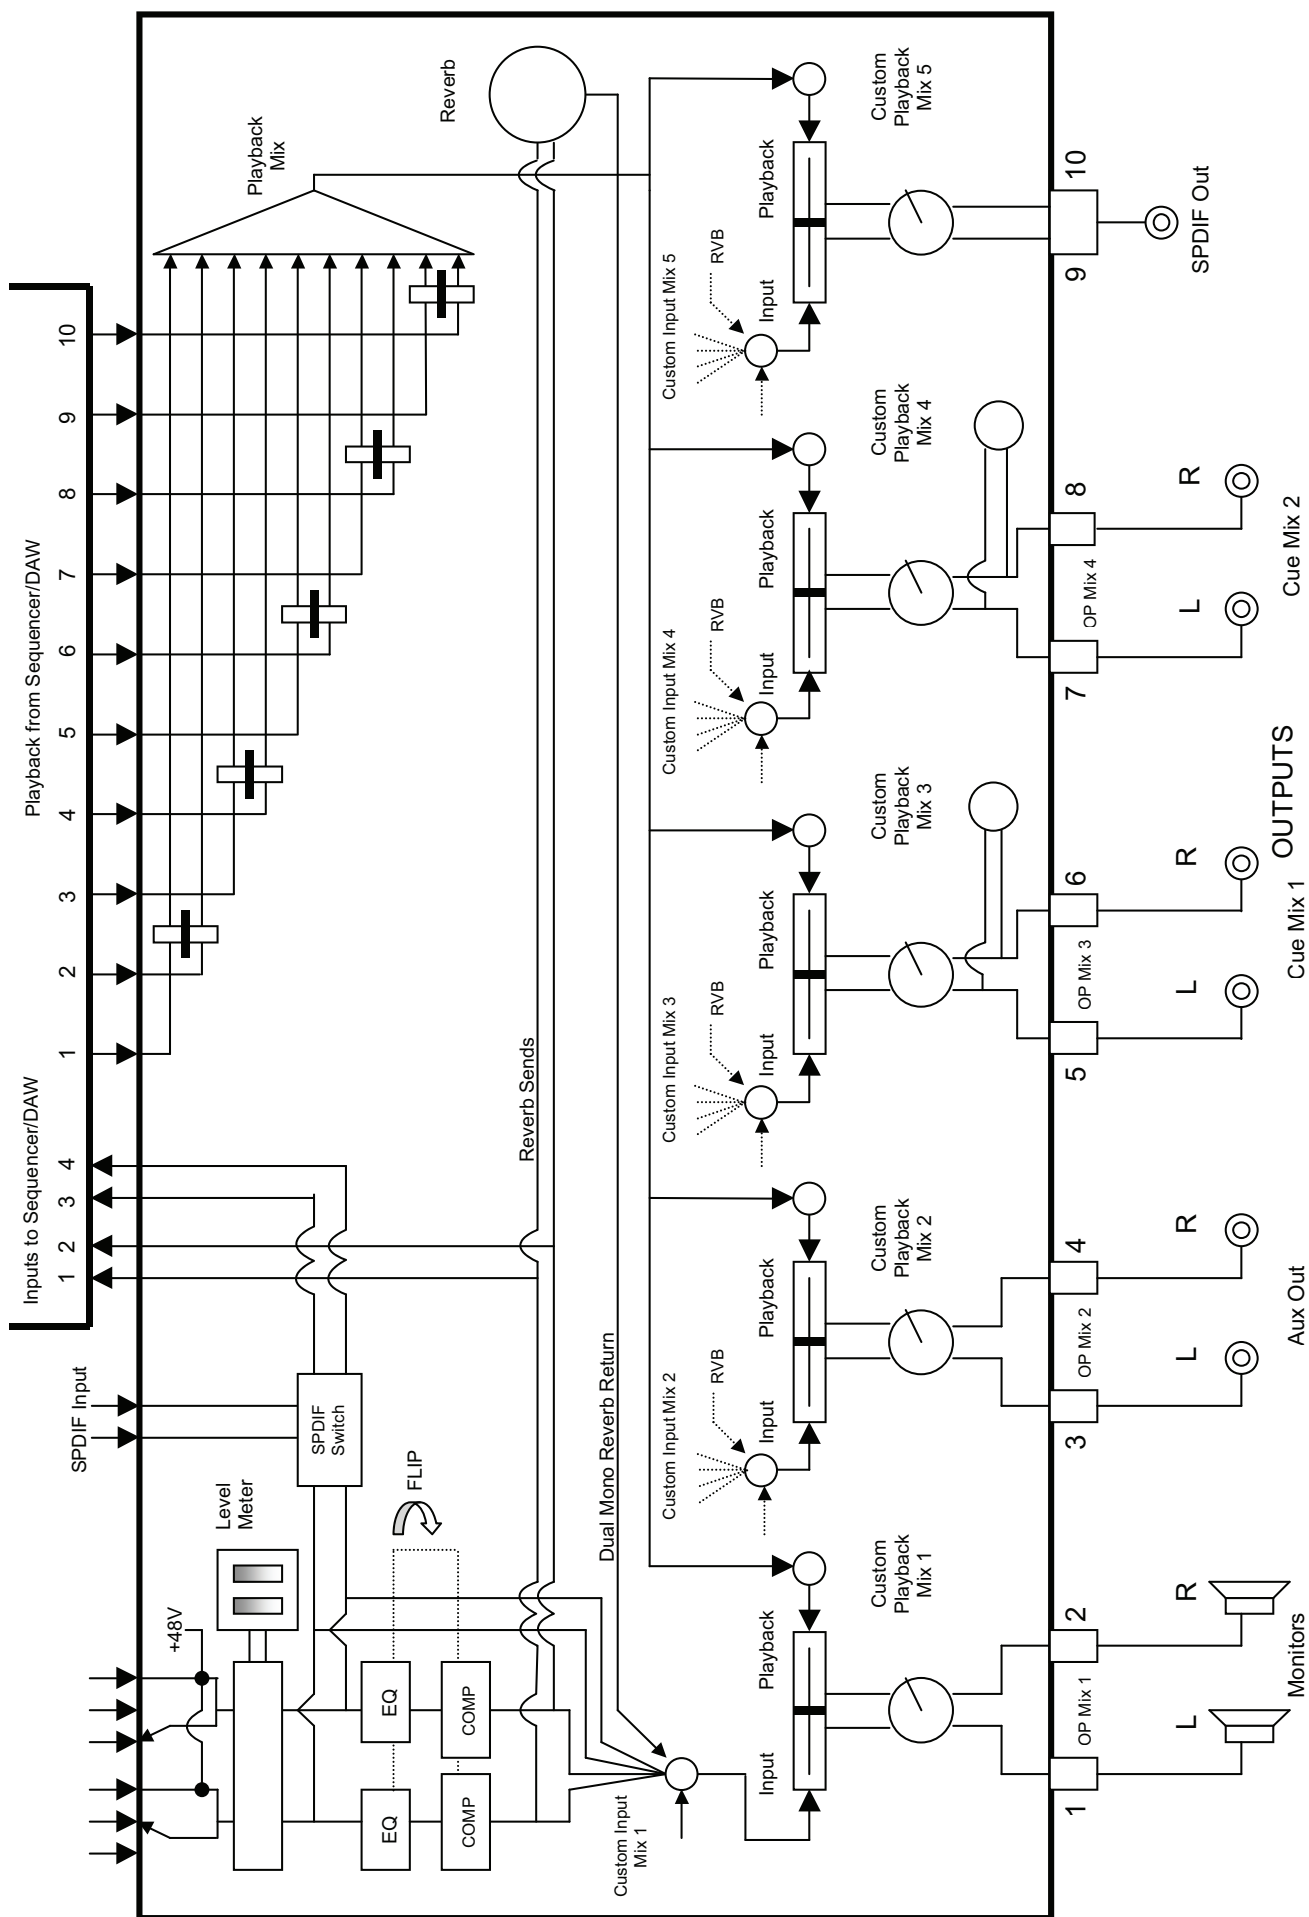 Inputs to Sequencer/DAW
1
2
3
4
Playback from Sequencer/DAW
1
2
3
4
5
6
7
8
9
10
SPDIF Input
+48V
Level
Meter
SPDIF
Switch
FLIP
EQ
EQ
COMP
COMP
Playback
Mix
Reverb
Reverb Sends
Dual Mono Reverb Return
Custom Input
Mix 1
Custom Input Mix 2
RVB
Custom Input Mix 3
RVB
Custom Input Mix 4
RVB
Custom Input Mix 5
RVB
Input
Playback
Input
Playback
Input
Playback
Input
Playback
Input
Playback
Custom
Playback
Mix 1
Custom
Playback
Mix 2
Custom
Playback
Mix 3
Custom
Playback
Mix 4
Custom
Playback
Mix 5
1
OP Mix 1
2
3
OP Mix 2
4
5
OP Mix 3
6
7
OP Mix 4
8
9
10
L
R
L
R
L
R
L
R
SPDIF Out
Monitors
Aux Out
Cue Mix 1
OUTPUTS
Cue Mix 2